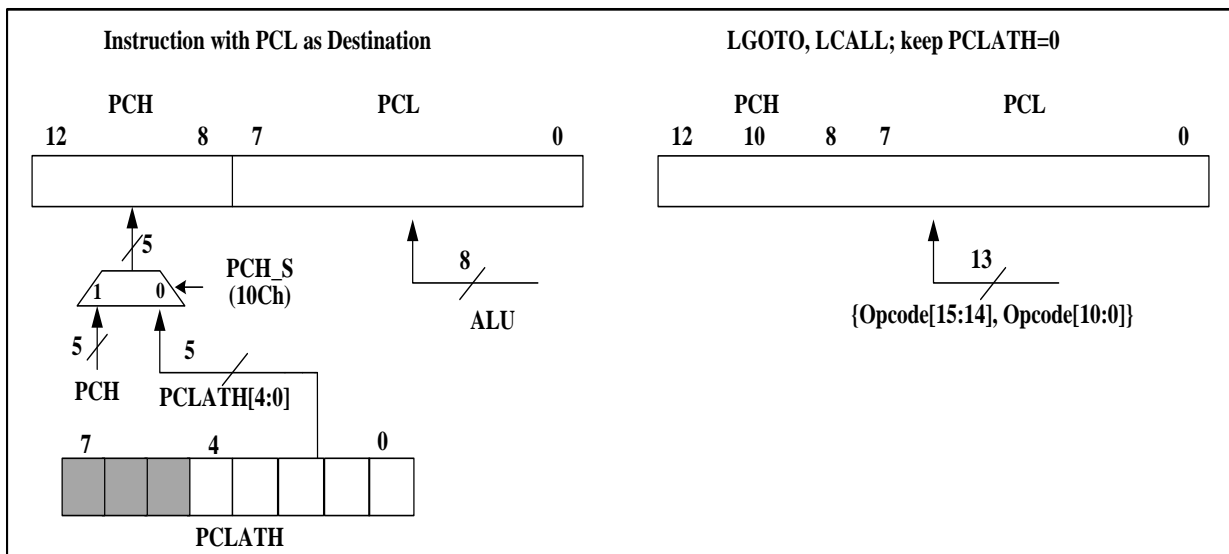 Instruction with PCL as Destination
LGOTO, LCALL; keep PCLATH=0
PCH
PCL
12
8
7
0
PCH
PCL
12
10
8
7
0
5
1
0
PCH_S
(10Ch)
8
ALU
5
PCH
5
PCLATH[4:0]
13
{Opcode[15:14], Opcode[10:0]}
7
4
0
PCLATH